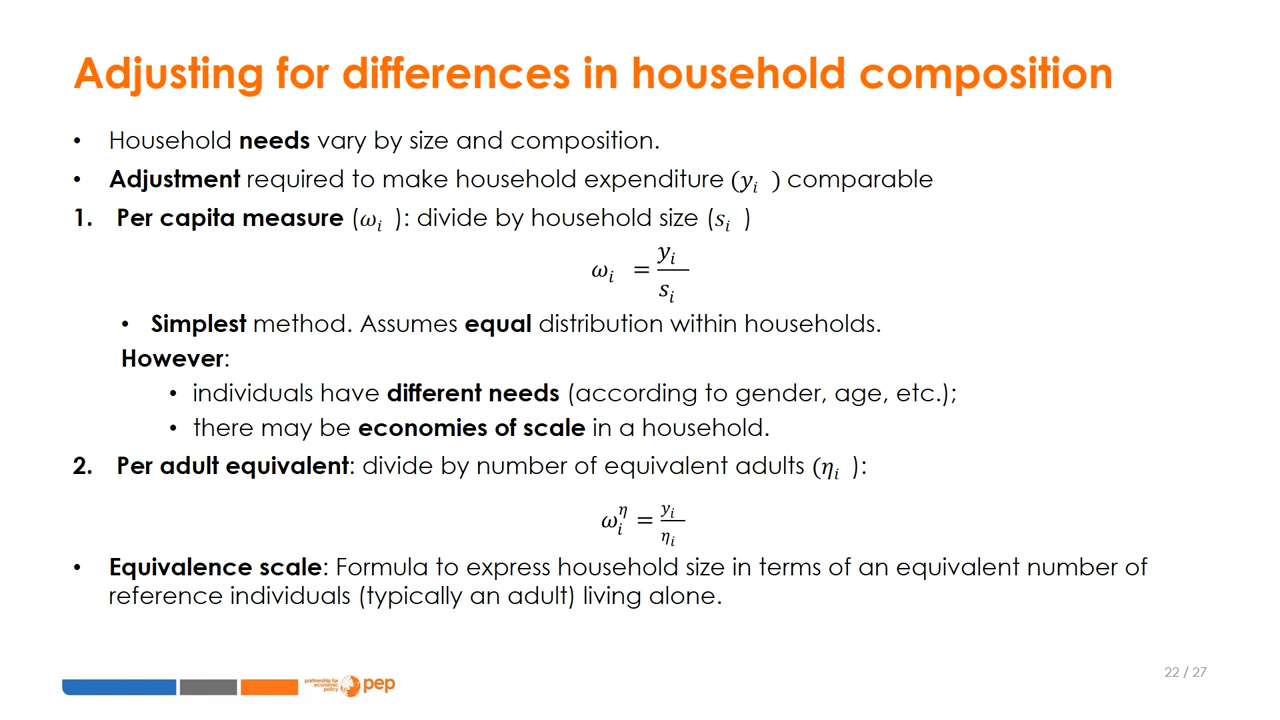 Adjusting for differences in household composition
• Household needs vary by size and composition.
• Adjustment required to make household expenditure (yᵢ ) comparable
1. Per capita measure (ωᵢ ): divide by household size (sᵢ )
ωᵢ = yᵢ / sᵢ
• Simplest method. Assumes equal distribution within households.
However:
• individuals have different needs (according to gender, age, etc.);
• there may be economies of scale in a household.
2. Per adult equivalent: divide by number of equivalent adults (ηᵢ ):
ωᵢ^η = yᵢ / ηᵢ
• Equivalence scale: Formula to express household size in terms of an equivalent number of
reference individuals (typically an adult) living alone.
partnership for
economic
policy
pep
22 / 27